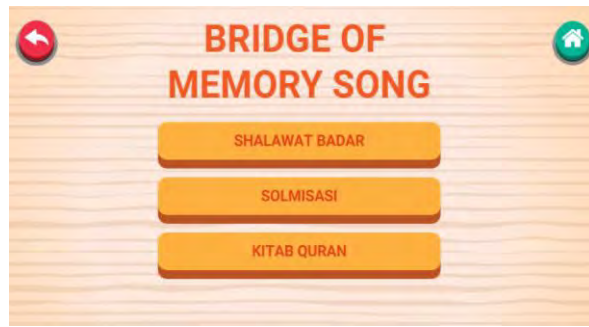 BRIDGE OF
MEMORY SONG
SHALAWAT BADAR
SOLMISASI
KITAB QURAN